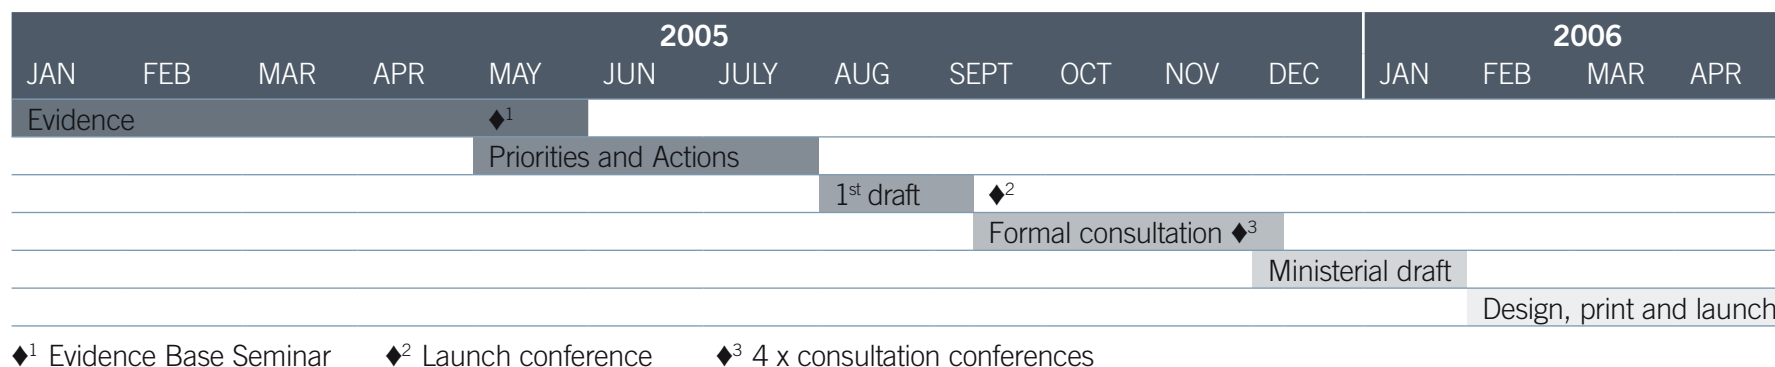 2005 2006
JAN FEB MAR APR MAY JUN JULY AUG SEPT OCT NOV DEC JAN FEB MAR APR
Evidence ♦1
Priorities and Actions
1st draft ♦2
Formal consultation ♦3
Ministerial draft
Design, print and launch
♦1 Evidence Base Seminar ♦2 Launch conference ♦3 4 x consultation conferences